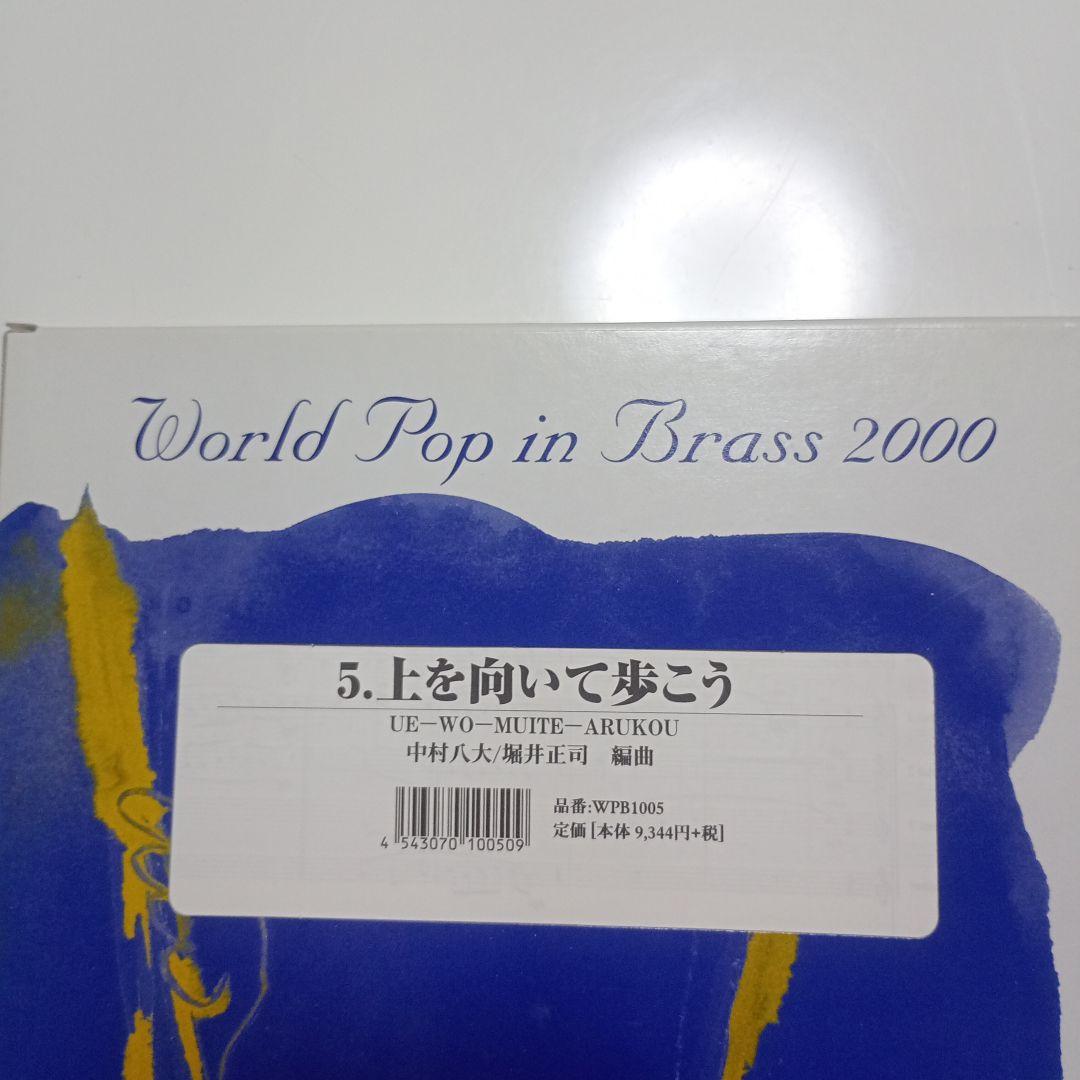 World Pop in Brass 2000
5.上を向いて歩こう
UE－WO－MUITE－ARUKOU
中村八大/堀井正司　編曲
品番:WPB1005
定価[本体 9,344円+税]
4 543070 100509